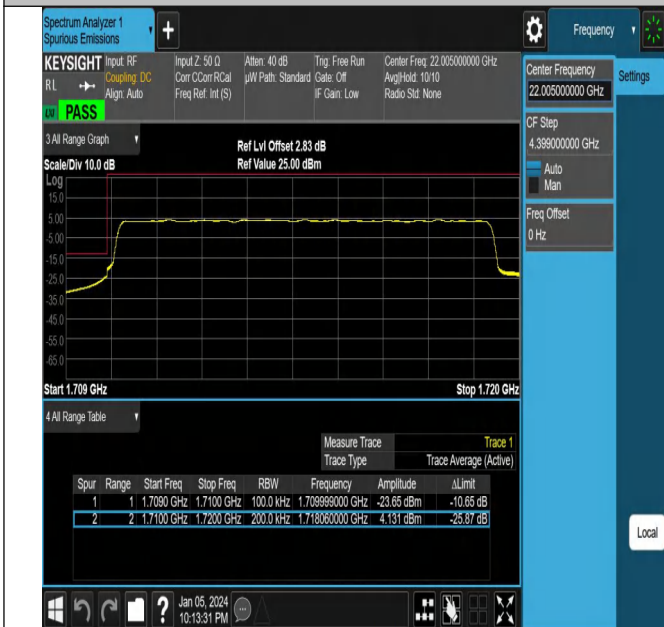 Spectrum Analyzer 1
Spurious Emissions
Frequency
KEYSIGHT
RL
PASS
Input: RF
Coupling: DC
Align: Auto
Input Z: 50 Ω
Corr CCorr RCal
Freq Ref: Int (S)
Atten: 40 dB
µW Path: Standard
Trig: Free Run
Gate: Off
IF Gain: Low
Center Freq: 22.005000000 GHz
Avg|Hold: 10/10
Radio Std: None
Center Frequency
22.005000000 GHz
Settings
CF Step
4.399000000 GHz
Auto
Man
Freq Offset
0 Hz
3 All Range Graph
Scale/Div 10.0 dB
Ref Lvl Offset 2.83 dB
Ref Value 25.00 dBm
Log
15.0
5.00
-5.00
-15.0
-25.0
-35.0
-45.0
-55.0
-65.0
Start 1.709 GHz
Stop 1.720 GHz
4 All Range Table
Measure Trace Trace 1
Trace Type Trace Average (Active)
Spur Range Start Freq Stop Freq RBW Frequency Amplitude ΔLimit
1 1 1.7090 GHz 1.7100 GHz 100.0 kHz 1.709999000 GHz -23.65 dBm -10.65 dB
2 2 1.7100 GHz 1.7200 GHz 200.0 kHz 1.718060000 GHz 4.131 dBm -25.87 dB
Local
?
Jan 05, 2024
10:13:31 PM